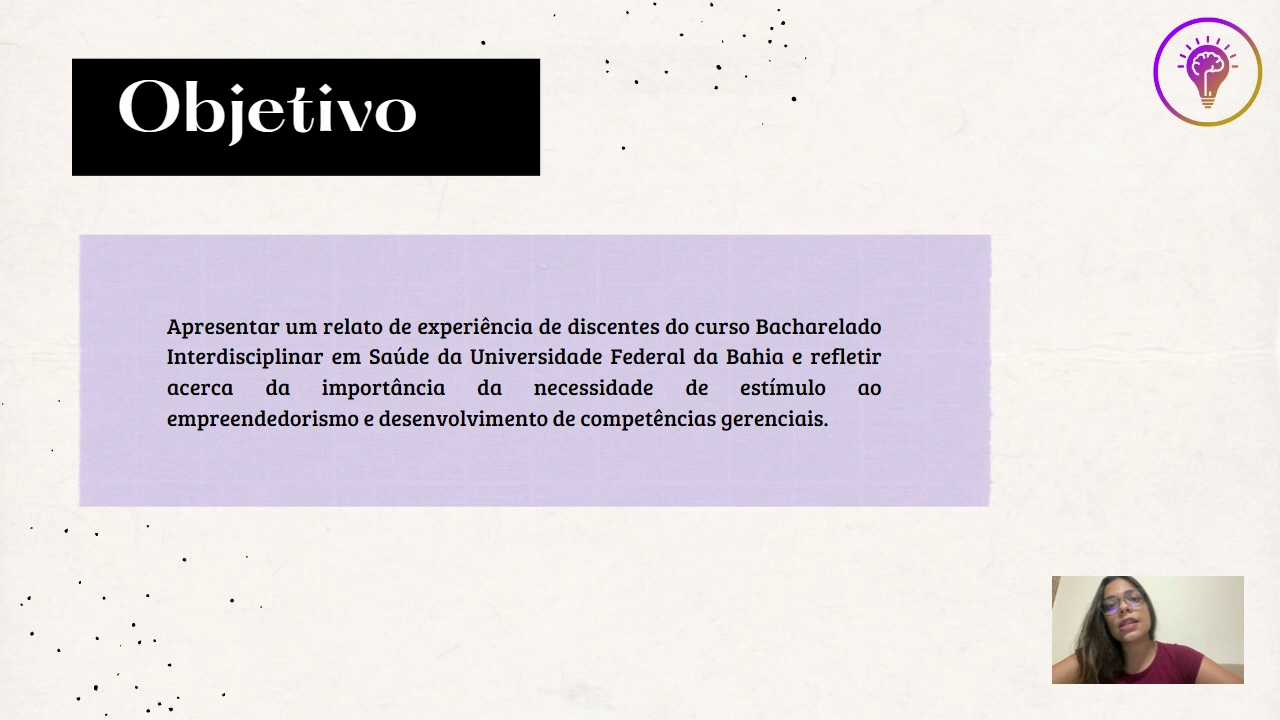 Objetivo
Apresentar um relato de experiência de discentes do curso Bacharelado
Interdisciplinar em Saúde da Universidade Federal da Bahia e refletir
acerca da importância da necessidade de estímulo ao
empreendedorismo e desenvolvimento de competências gerenciais.